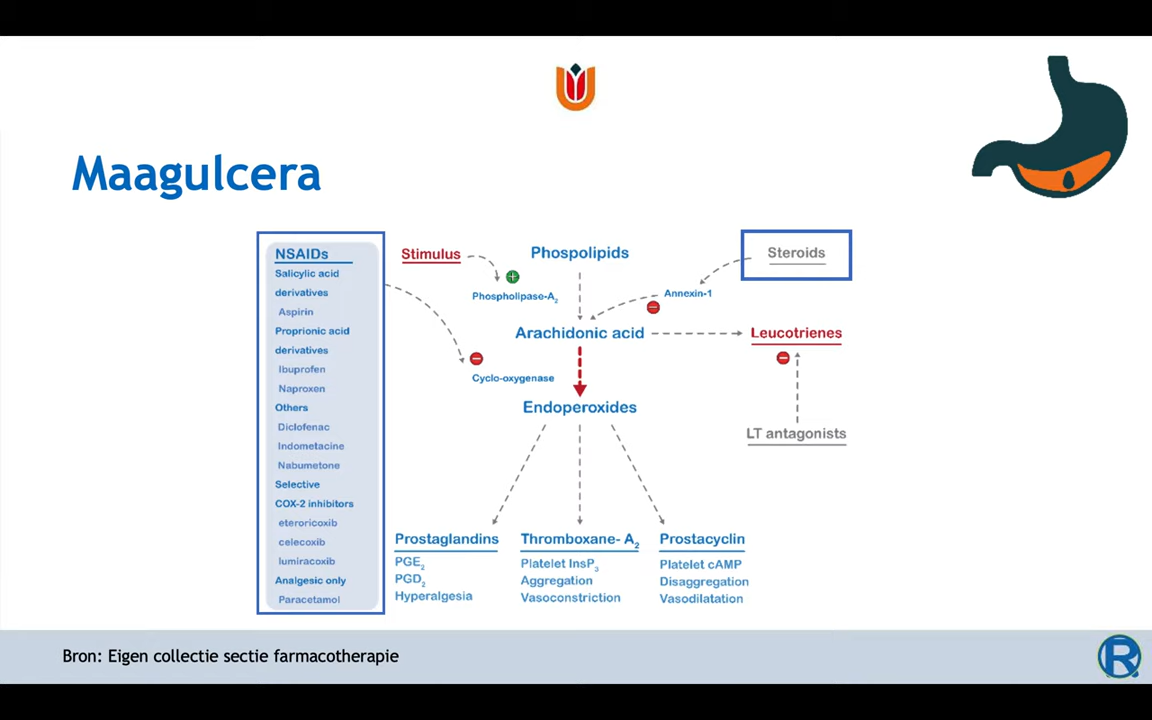 Maagulcera
NSAIDs
Salicylic acid
derivatives
Aspirin
Proprionic acid
derivatives
Ibuprofen
Naproxen
Others
Diclofenac
Indometacine
Nabumetone
Selective
COX-2 inhibitors
eteroricoxib
celecoxib
lumiracoxib
Analgesic only
Paracetamol
Stimulus
Phospolipids
Steroids
Phospholipase-A₂
Annexin-1
Arachidonic acid
Leucotrienes
Cyclo-oxygenase
Endoperoxides
LT antagonists
Prostaglandins
PGE₂
PGD₂
Hyperalgesia
Thromboxane- A₂
Platelet InsP₃
Aggregation
Vasoconstriction
Prostacyclin
Platelet cAMP
Disaggregation
Vasodilatation
Bron: Eigen collectie sectie farmacotherapie
R